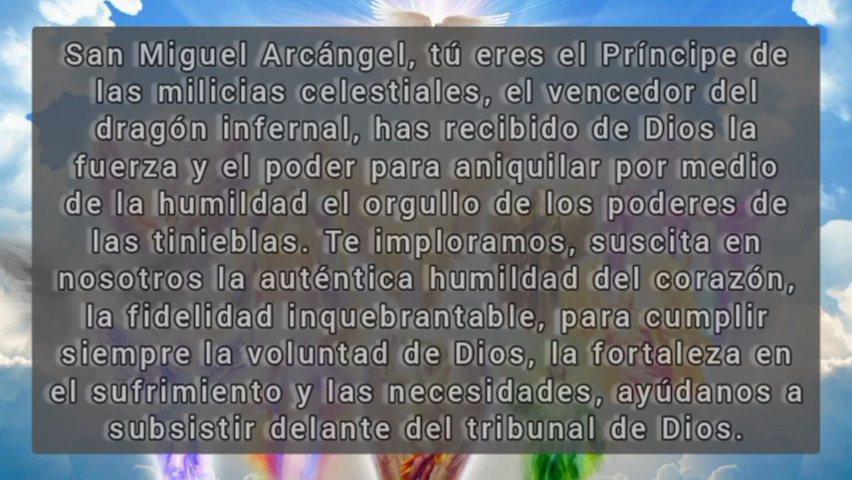 San Miguel Arcángel, tú eres el Príncipe de
las milicias celestiales, el vencedor del
dragón infernal, has recibido de Dios la
fuerza y el poder para aniquilar por medio
de la humildad el orgullo de los poderes de
las tinieblas. Te imploramos, suscita en
nosotros la auténtica humildad del corazón,
la fidelidad inquebrantable, para cumplir
siempre la voluntad de Dios, la fortaleza en
el sufrimiento y las necesidades, ayúdanos a
subsistir delante del tribunal de Dios.